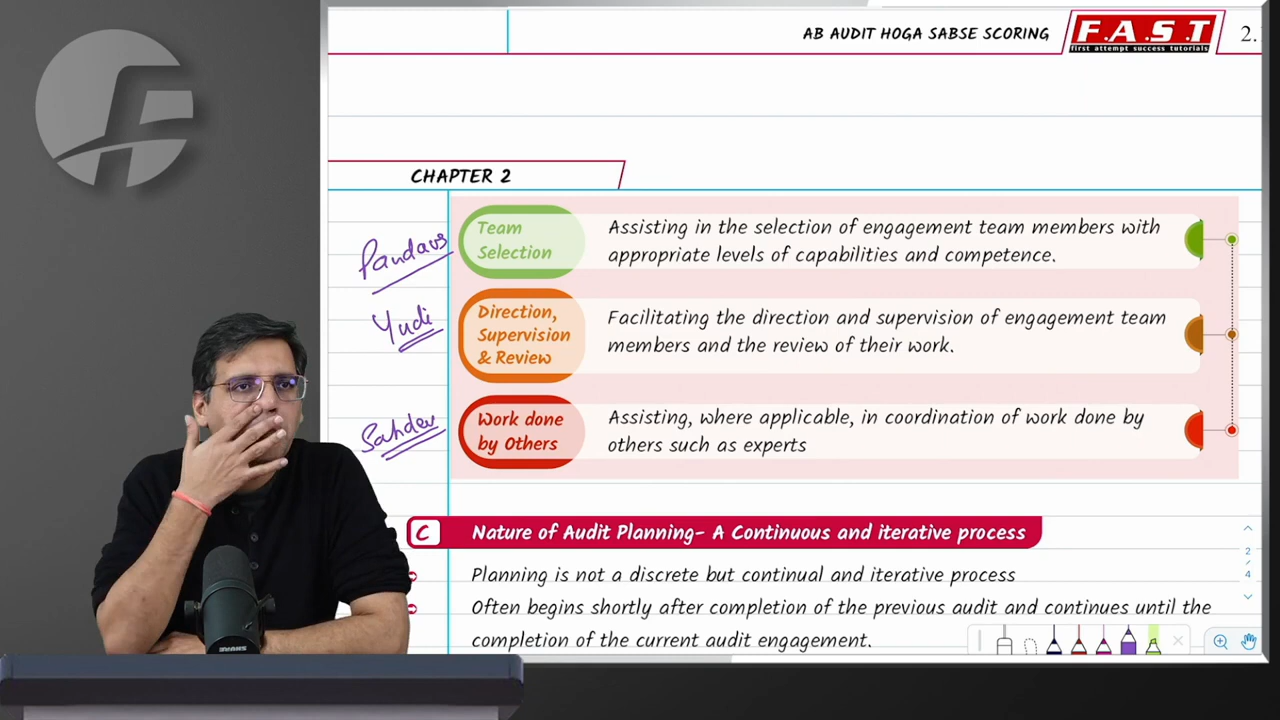 AB AUDIT HOGA SABSE SCORING
F.A.S.T
first attempt success tutorials
2.
CHAPTER 2
Pandavs
Team
Selection
Assisting in the selection of engagement team members with
appropriate levels of capabilities and competence.
Yudi
Direction,
Supervision
& Review
Facilitating the direction and supervision of engagement team
members and the review of their work.
Sahdev
Work done
by Others
Assisting, where applicable, in coordination of work done by
others such as experts
C
Nature of Audit Planning- A Continuous and iterative process
Planning is not a discrete but continual and iterative process
Often begins shortly after completion of the previous audit and continues until the
completion of the current audit engagement.
2
/
4
SHURE